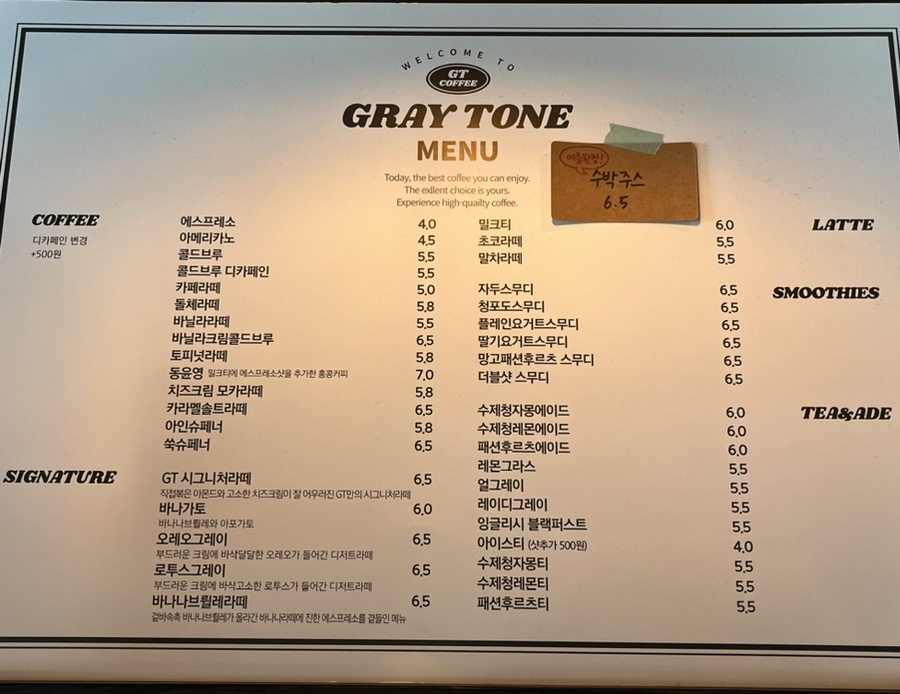 WELCOME TO
GT
COFFEE
GRAY TONE
MENU
Today, the best coffee you can enjoy.
The exllent choice is yours.
Experience high-quailty coffee.
여름한정!
수박주스
6.5
COFFEE
디카페인 변경
+500원
에스프레소 4.0
아메리카노 4.5
콜드브루 5.5
콜드브루 디카페인 5.5
카페라떼 5.0
돌체라떼 5.8
바닐라라떼 5.5
바닐라크림콜드브루 6.5
토피넛라떼 5.8
동윤영 밀크티에 에스프레소샷을 추가한 홍콩커피 7.0
치즈크림 모카라떼 5.8
카라멜솔트라떼 6.5
아인슈페너 5.8
쑥슈페너 6.5
SIGNATURE
GT 시그니처라떼 6.5
직접볶은 아몬드와 고소한 치즈크림이 잘 어우러진 GT만의 시그니처라떼
바나가토 6.0
바나나브륄레와 아포가토
오레오그레이 6.5
부드러운 크림에 바삭달달한 오레오가 들어간 디저트라떼
로투스그레이 6.5
부드러운 크림에 바삭고소한 로투스가 들어간 디저트라떼
바나나브륄레라떼 6.5
겉바속촉 바나나브륄레가 올라간 바나나라떼에 진한 에스프레소를 곁들인 메뉴
LATTE
밀크티 6.0
초코라떼 5.5
말차라떼 5.5
SMOOTHIES
자두스무디 6.5
청포도스무디 6.5
플레인요거트스무디 6.5
딸기요거트스무디 6.5
망고패션후르츠 스무디 6.5
더블샷 스무디 6.5
TEA&ADE
수제청자몽에이드 6.0
수제청레몬에이드 6.0
패션후르츠에이드 6.0
레몬그라스 5.5
얼그레이 5.5
레이디그레이 5.5
잉글리시 블랙퍼스트 5.5
아이스티 (샷추가 500원) 4.0
수제청자몽티 5.5
수제청레몬티 5.5
패션후르츠티 5.5